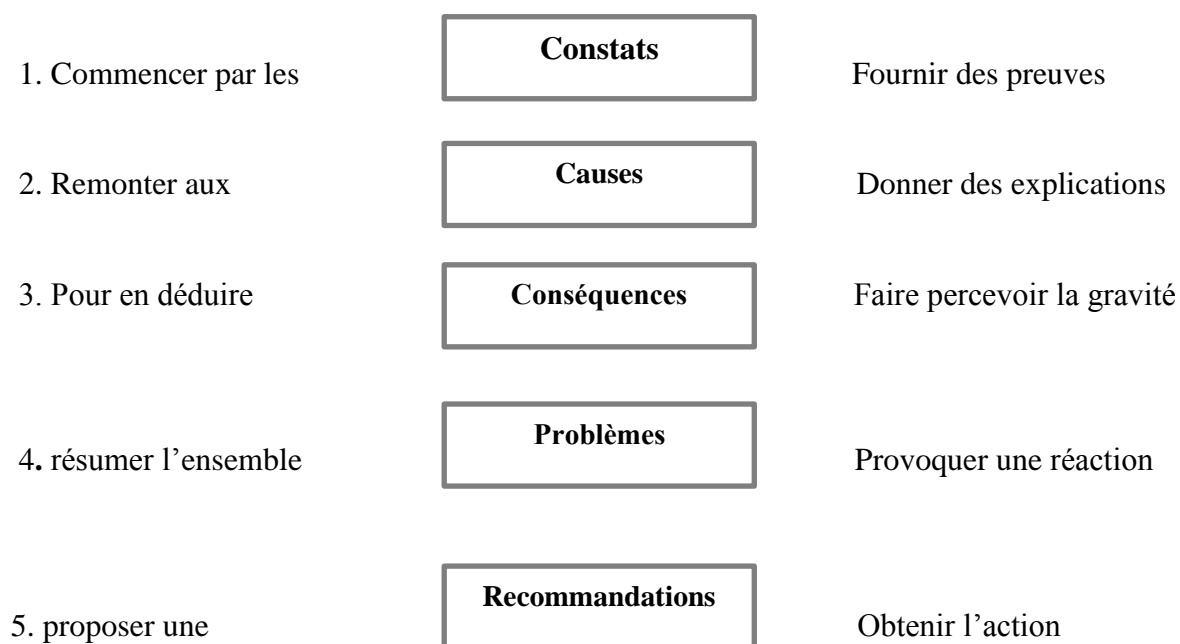 Constats
1. Commencer par les
Fournir des preuves
2. Remonter aux
Causes
Donner des explications
3. Pour en déduire
Conséquences
Faire percevoir la gravité
4. résumer l’ensemble
Problèmes
Provoquer une réaction
5. proposer une
Recommandations
Obtenir l’action